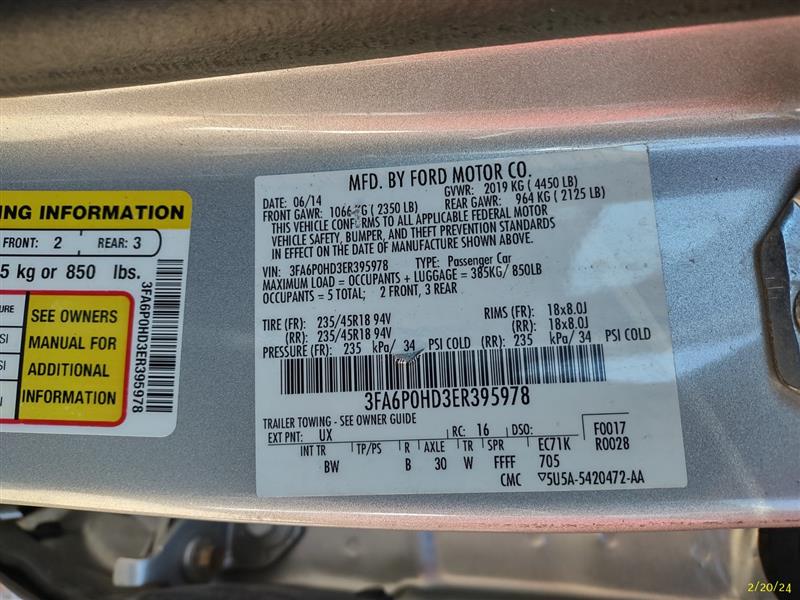 NG INFORMATION
FRONT: 2 REAR: 3
5 kg or 850 lbs.
SEE OWNERS
MANUAL FOR
ADDITIONAL
INFORMATION
3FA6P0HD3ER395978
MFD. BY FORD MOTOR CO.
DATE: 06/14 GVWR: 2019 KG ( 4450 LB)
FRONT GAWR: 1066 KG ( 2350 LB) REAR GAWR: 964 KG ( 2125 LB)
THIS VEHICLE CONFORMS TO ALL APPLICABLE FEDERAL MOTOR
VEHICLE SAFETY, BUMPER, AND THEFT PREVENTION STANDARDS
IN EFFECT ON THE DATE OF MANUFACTURE SHOWN ABOVE.
VIN: 3FA6P0HD3ER395978 TYPE: Passenger Car
MAXIMUM LOAD = OCCUPANTS + LUGGAGE = 385KG/ 850LB
OCCUPANTS = 5 TOTAL; 2 FRONT, 3 REAR
TIRE (FR): 235/45R18 94V RIMS (FR): 18x8.0J
(RR): 235/45R18 94V (RR): 18x8.0J
PRESSURE (FR): 235 kPa/ 34 PSI COLD (RR): 235 kPa/ 34 PSI COLD
3FA6P0HD3ER395978
TRAILER TOWING - SEE OWNER GUIDE
EXT PNT: UX RC: 16 DSO: F0017
INT TR TP/PS R AXLE TR SPR EC71K R0028
BW B 30 W FFFF 705
CMC ▽5U5A-5420472-AA
2/20/24